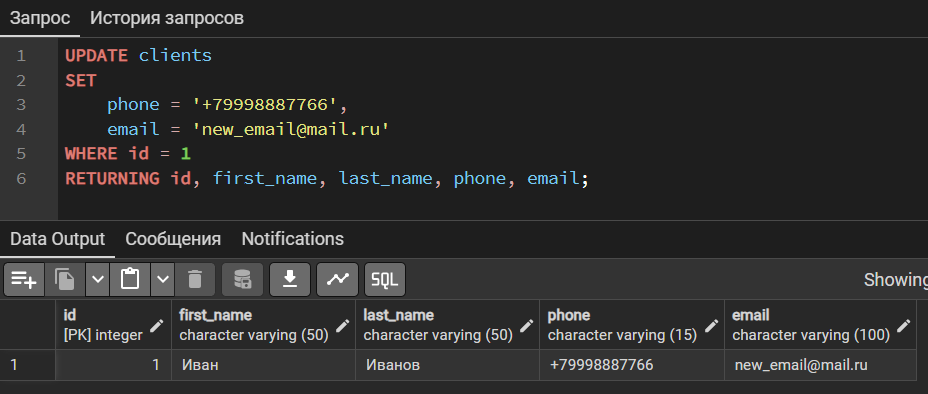 Запрос История запросов
1 UPDATE clients
2 SET
3 phone = '+79998887766',
4 email = 'new_email@mail.ru'
5 WHERE id = 1
6 RETURNING id, first_name, last_name, phone, email;
Data Output Сообщения Notifications
SQL Showing
id first_name last_name phone email
[PK] integer character varying (50) character varying (50) character varying (15) character varying (100)
1 1 Иван Иванов +79998887766 new_email@mail.ru